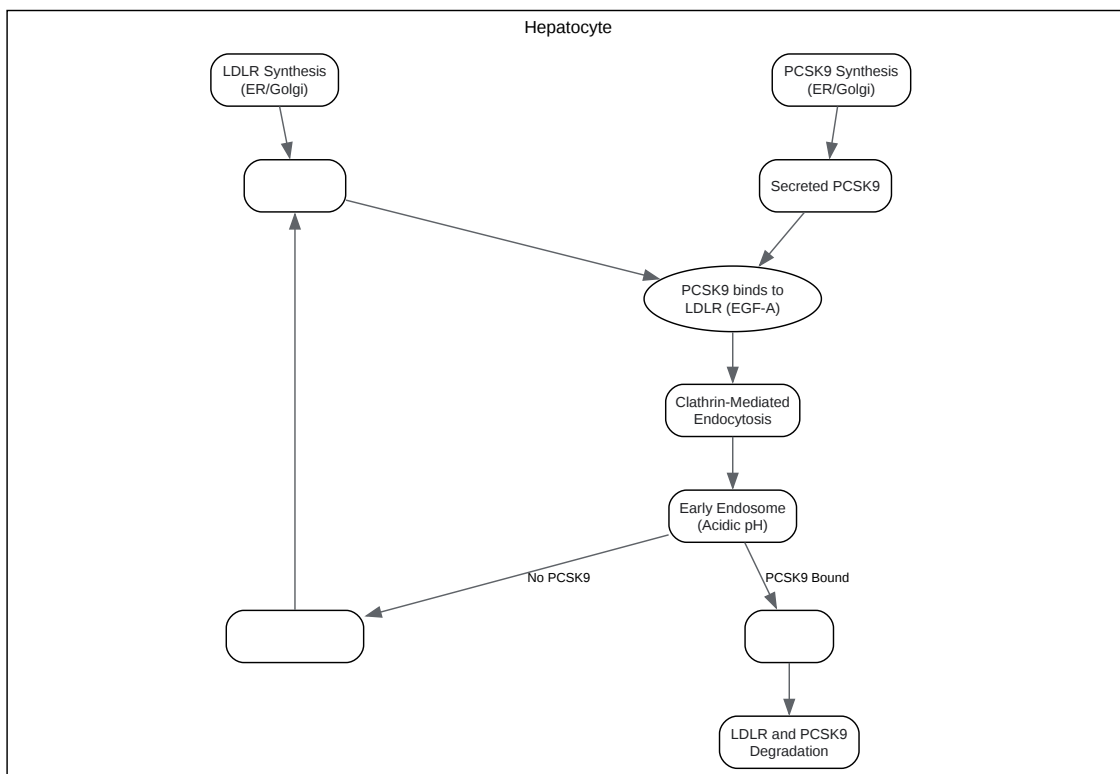 Hepatocyte
LDLR Synthesis
(ER/Golgi)
PCSK9 Synthesis
(ER/Golgi)
Secreted PCSK9
PCSK9 binds to
LDLR (EGF-A)
Clathrin-Mediated
Endocytosis
Early Endosome
(Acidic pH)
No PCSK9
PCSK9 Bound
LDLR and PCSK9
Degradation